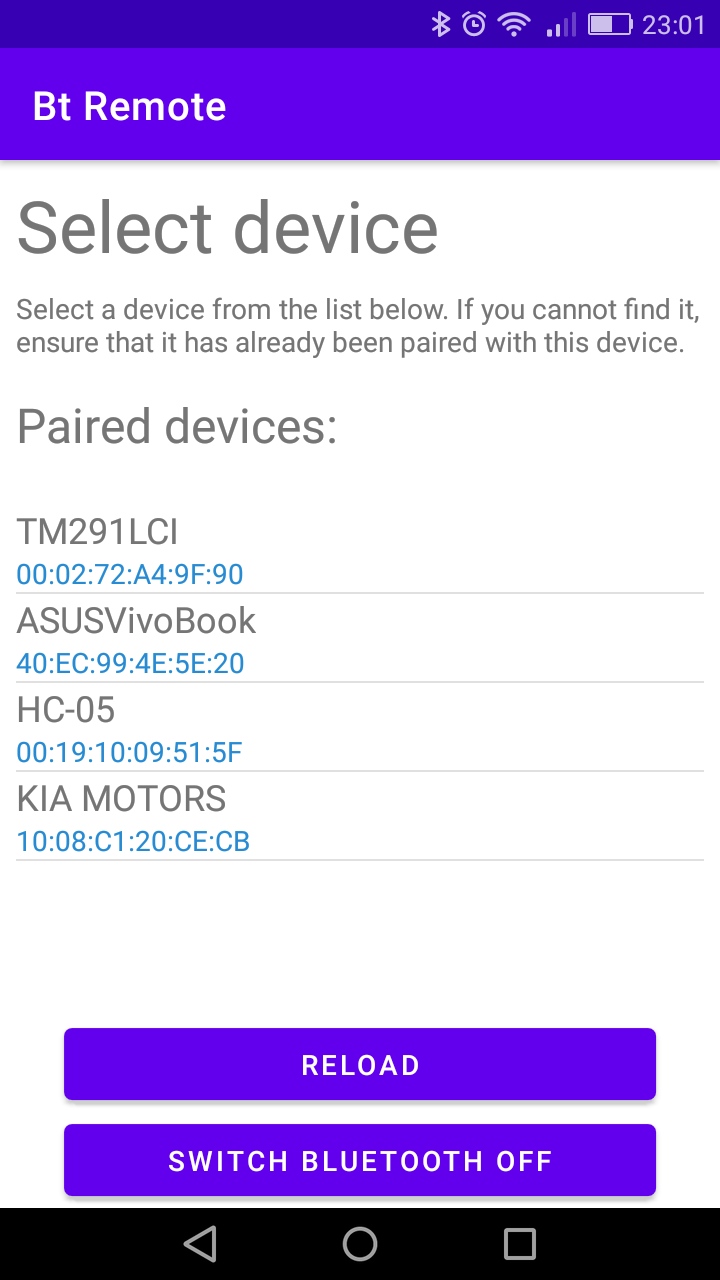 23:01
Bt Remote
Select device
Select a device from the list below. If you cannot find it,
ensure that it has already been paired with this device.
Paired devices:
TM291LCI
00:02:72:A4:9F:90
ASUSVivoBook
40:EC:99:4E:5E:20
HC-05
00:19:10:09:51:5F
KIA MOTORS
10:08:C1:20:CE:CB
RELOAD
SWITCH BLUETOOTH OFF